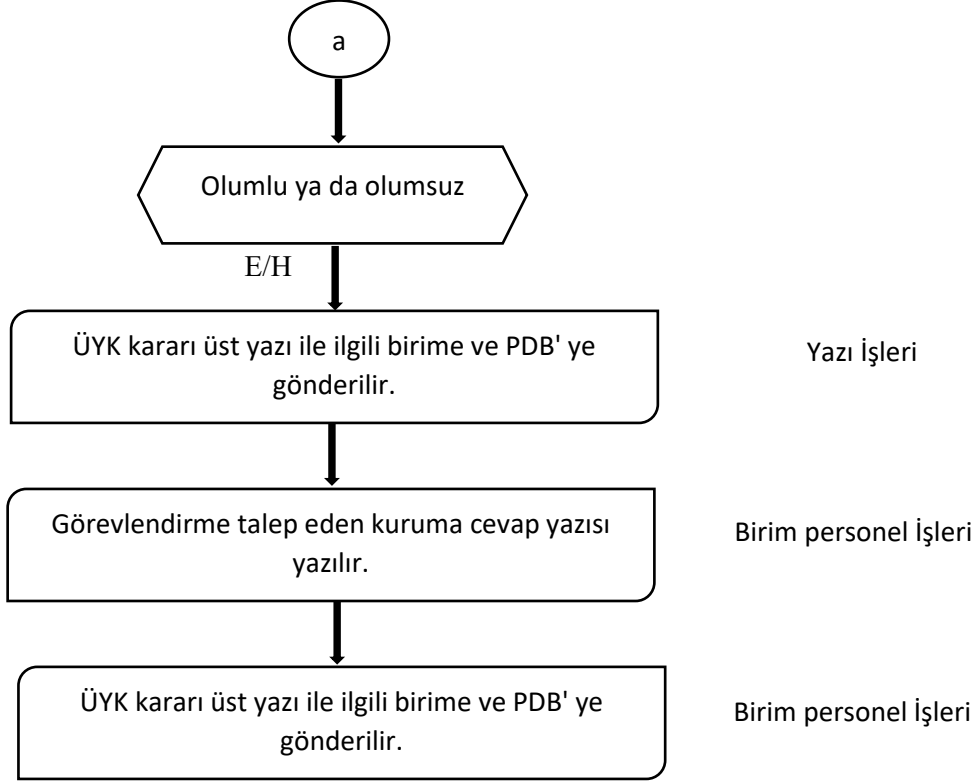 a
Olumlu ya da olumsuz
E/H
ÜYK kararı üst yazı ile ilgili birime ve PDB' ye
gönderilir.
Yazı İşleri
Görevlendirme talep eden kuruma cevap yazısı
yazılır.
Birim personel İşleri
ÜYK kararı üst yazı ile ilgili birime ve PDB' ye
gönderilir.
Birim personel İşleri